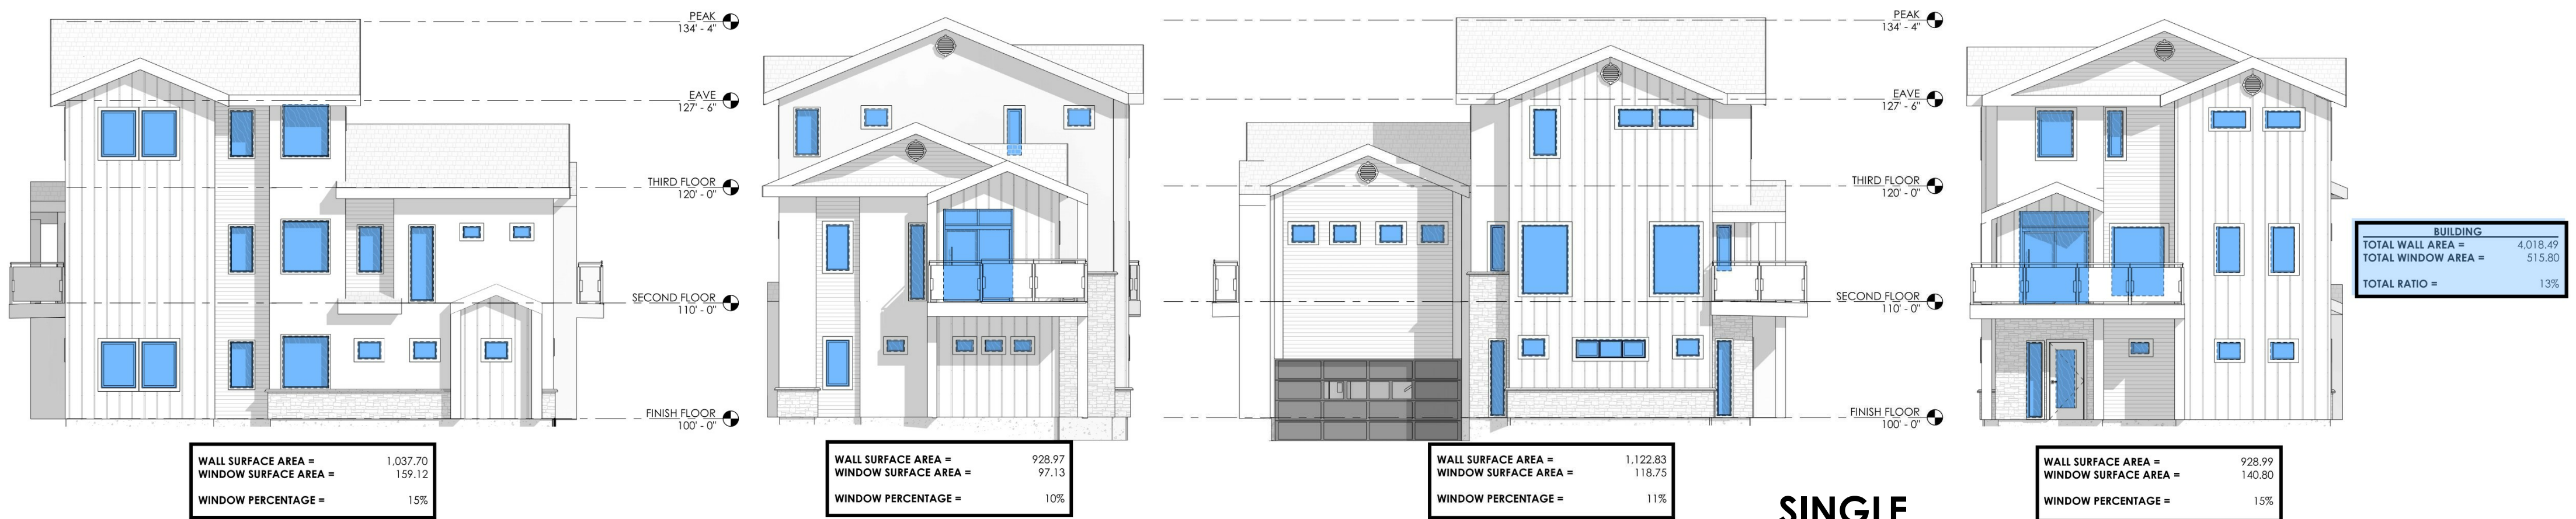 PEAK
134' - 4"
EAVE
127' - 6"
THIRD FLOOR
120' - 0"
SECOND FLOOR
110' - 0"
FINISH FLOOR
100' - 0"
WALL SURFACE AREA = 1,037.70
WINDOW SURFACE AREA = 159.12
WINDOW PERCENTAGE = 15%
WALL SURFACE AREA = 928.97
WINDOW SURFACE AREA = 97.13
WINDOW PERCENTAGE = 10%
PEAK
134' - 4"
EAVE
127' - 6"
THIRD FLOOR
120' - 0"
SECOND FLOOR
110' - 0"
FINISH FLOOR
100' - 0"
WALL SURFACE AREA = 1,122.83
WINDOW SURFACE AREA = 118.75
WINDOW PERCENTAGE = 11%
SINGLE
WALL SURFACE AREA = 928.99
WINDOW SURFACE AREA = 140.80
WINDOW PERCENTAGE = 15%
BUILDING
TOTAL WALL AREA = 4,018.49
TOTAL WINDOW AREA = 515.80
TOTAL RATIO = 13%